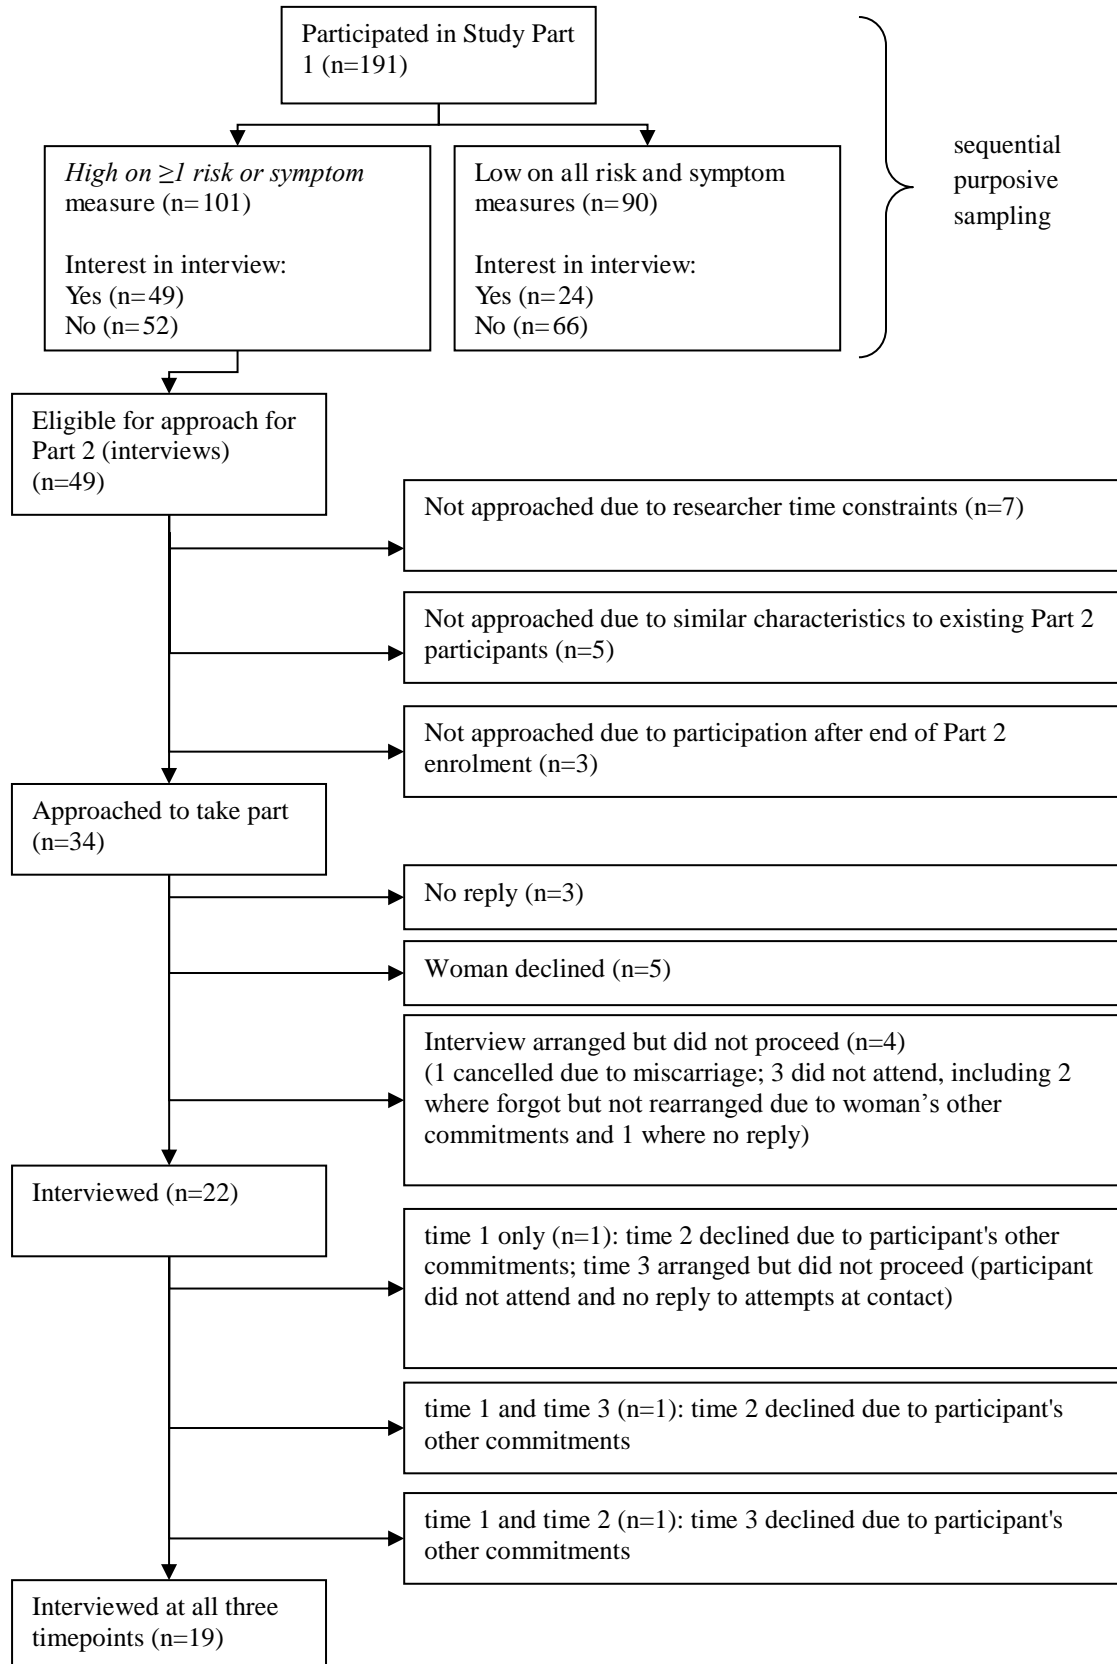 Participated in Study Part
1 (n=191)
sequential
purposive
sampling
High on ≥1 risk or symptom
measure (n=101)
Interest in interview:
Yes (n=49)
No (n=52)
Low on all risk and symptom
measures (n=90)
Interest in interview:
Yes (n=24)
No (n=66)
Eligible for approach for
Part 2 (interviews)
(n=49)
Not approached due to researcher time constraints (n=7)
Not approached due to similar characteristics to existing Part 2
participants (n=5)
Not approached due to participation after end of Part 2
enrolment (n=3)
Approached to take part
(n=34)
No reply (n=3)
Woman declined (n=5)
Interview arranged but did not proceed (n=4)
(1 cancelled due to miscarriage; 3 did not attend, including 2
where forgot but not rearranged due to woman’s other
commitments and 1 where no reply)
Interviewed (n=22)
time 1 only (n=1): time 2 declined due to participant's other
commitments; time 3 arranged but did not proceed (participant
did not attend and no reply to attempts at contact)
time 1 and time 3 (n=1): time 2 declined due to participant's
other commitments
time 1 and time 2 (n=1): time 3 declined due to participant's
other commitments
Interviewed at all three
timepoints (n=19)